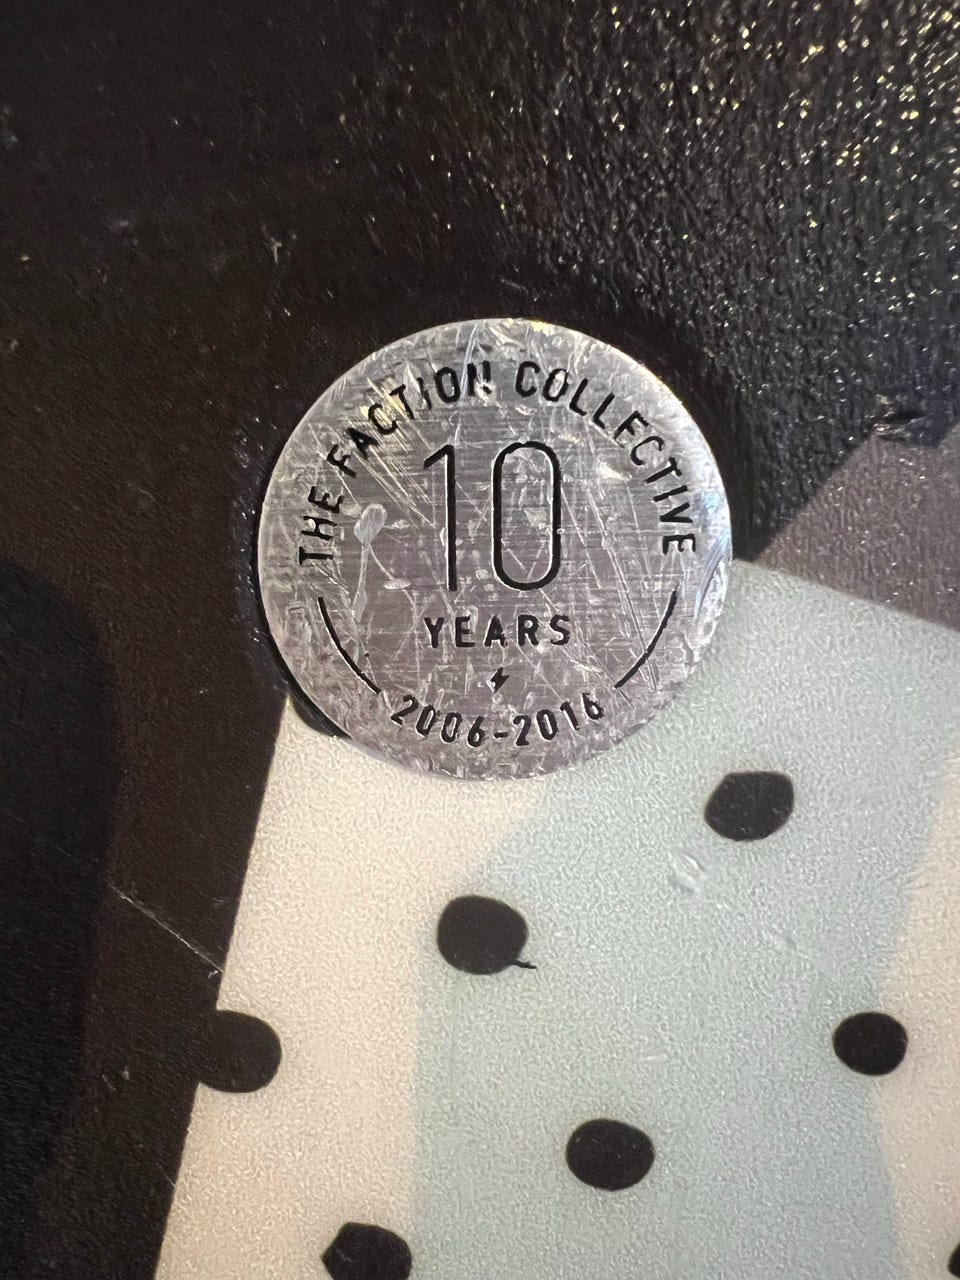 THE FACTION COLLECTIVE
10
YEARS
2006-2016